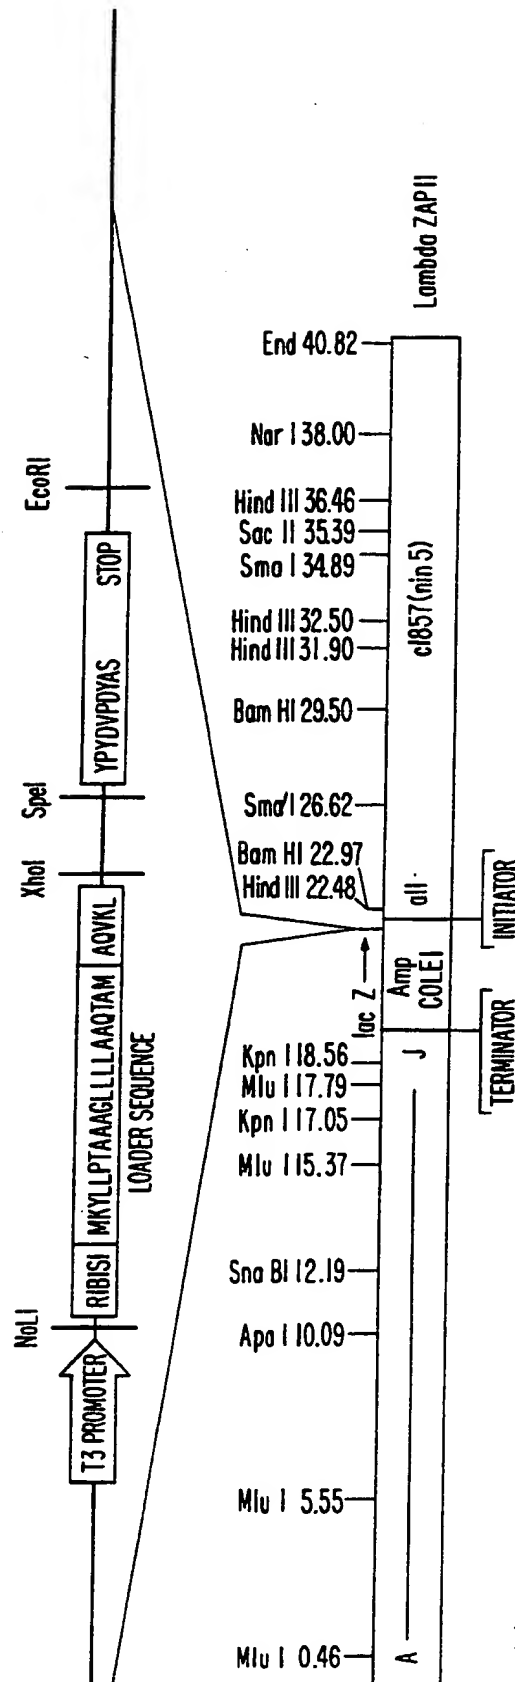 EcoRI
SpeI
XhoI
NoLI
STOP
YPYDVPDYAS
AQVKL
MKYLLPTAAAGLLLLAAQTAM
RIBISI
LOADER SEQUENCE
T3 PROMOTER
Lambda ZAPII
End 40.82
Nar I 38.00
Hind III 36.46
Sac II 35.39
Sma I 34.89
Hind III 32.50
Hind III 31.90
Bam HI 29.50
Sma I 26.62
Bam HI 22.97
Hind III 22.48
lac Z
Kpn I 18.56
Mlu I 17.79
Kpn I 17.05
Mlu I 15.37
Sna BI 12.19
Apa I 10.09
Mlu I 5.55
Mlu I 0.46
cI857 (nin 5)
att
Amp
COLEI
J
A
INITIATOR
TERMINATOR